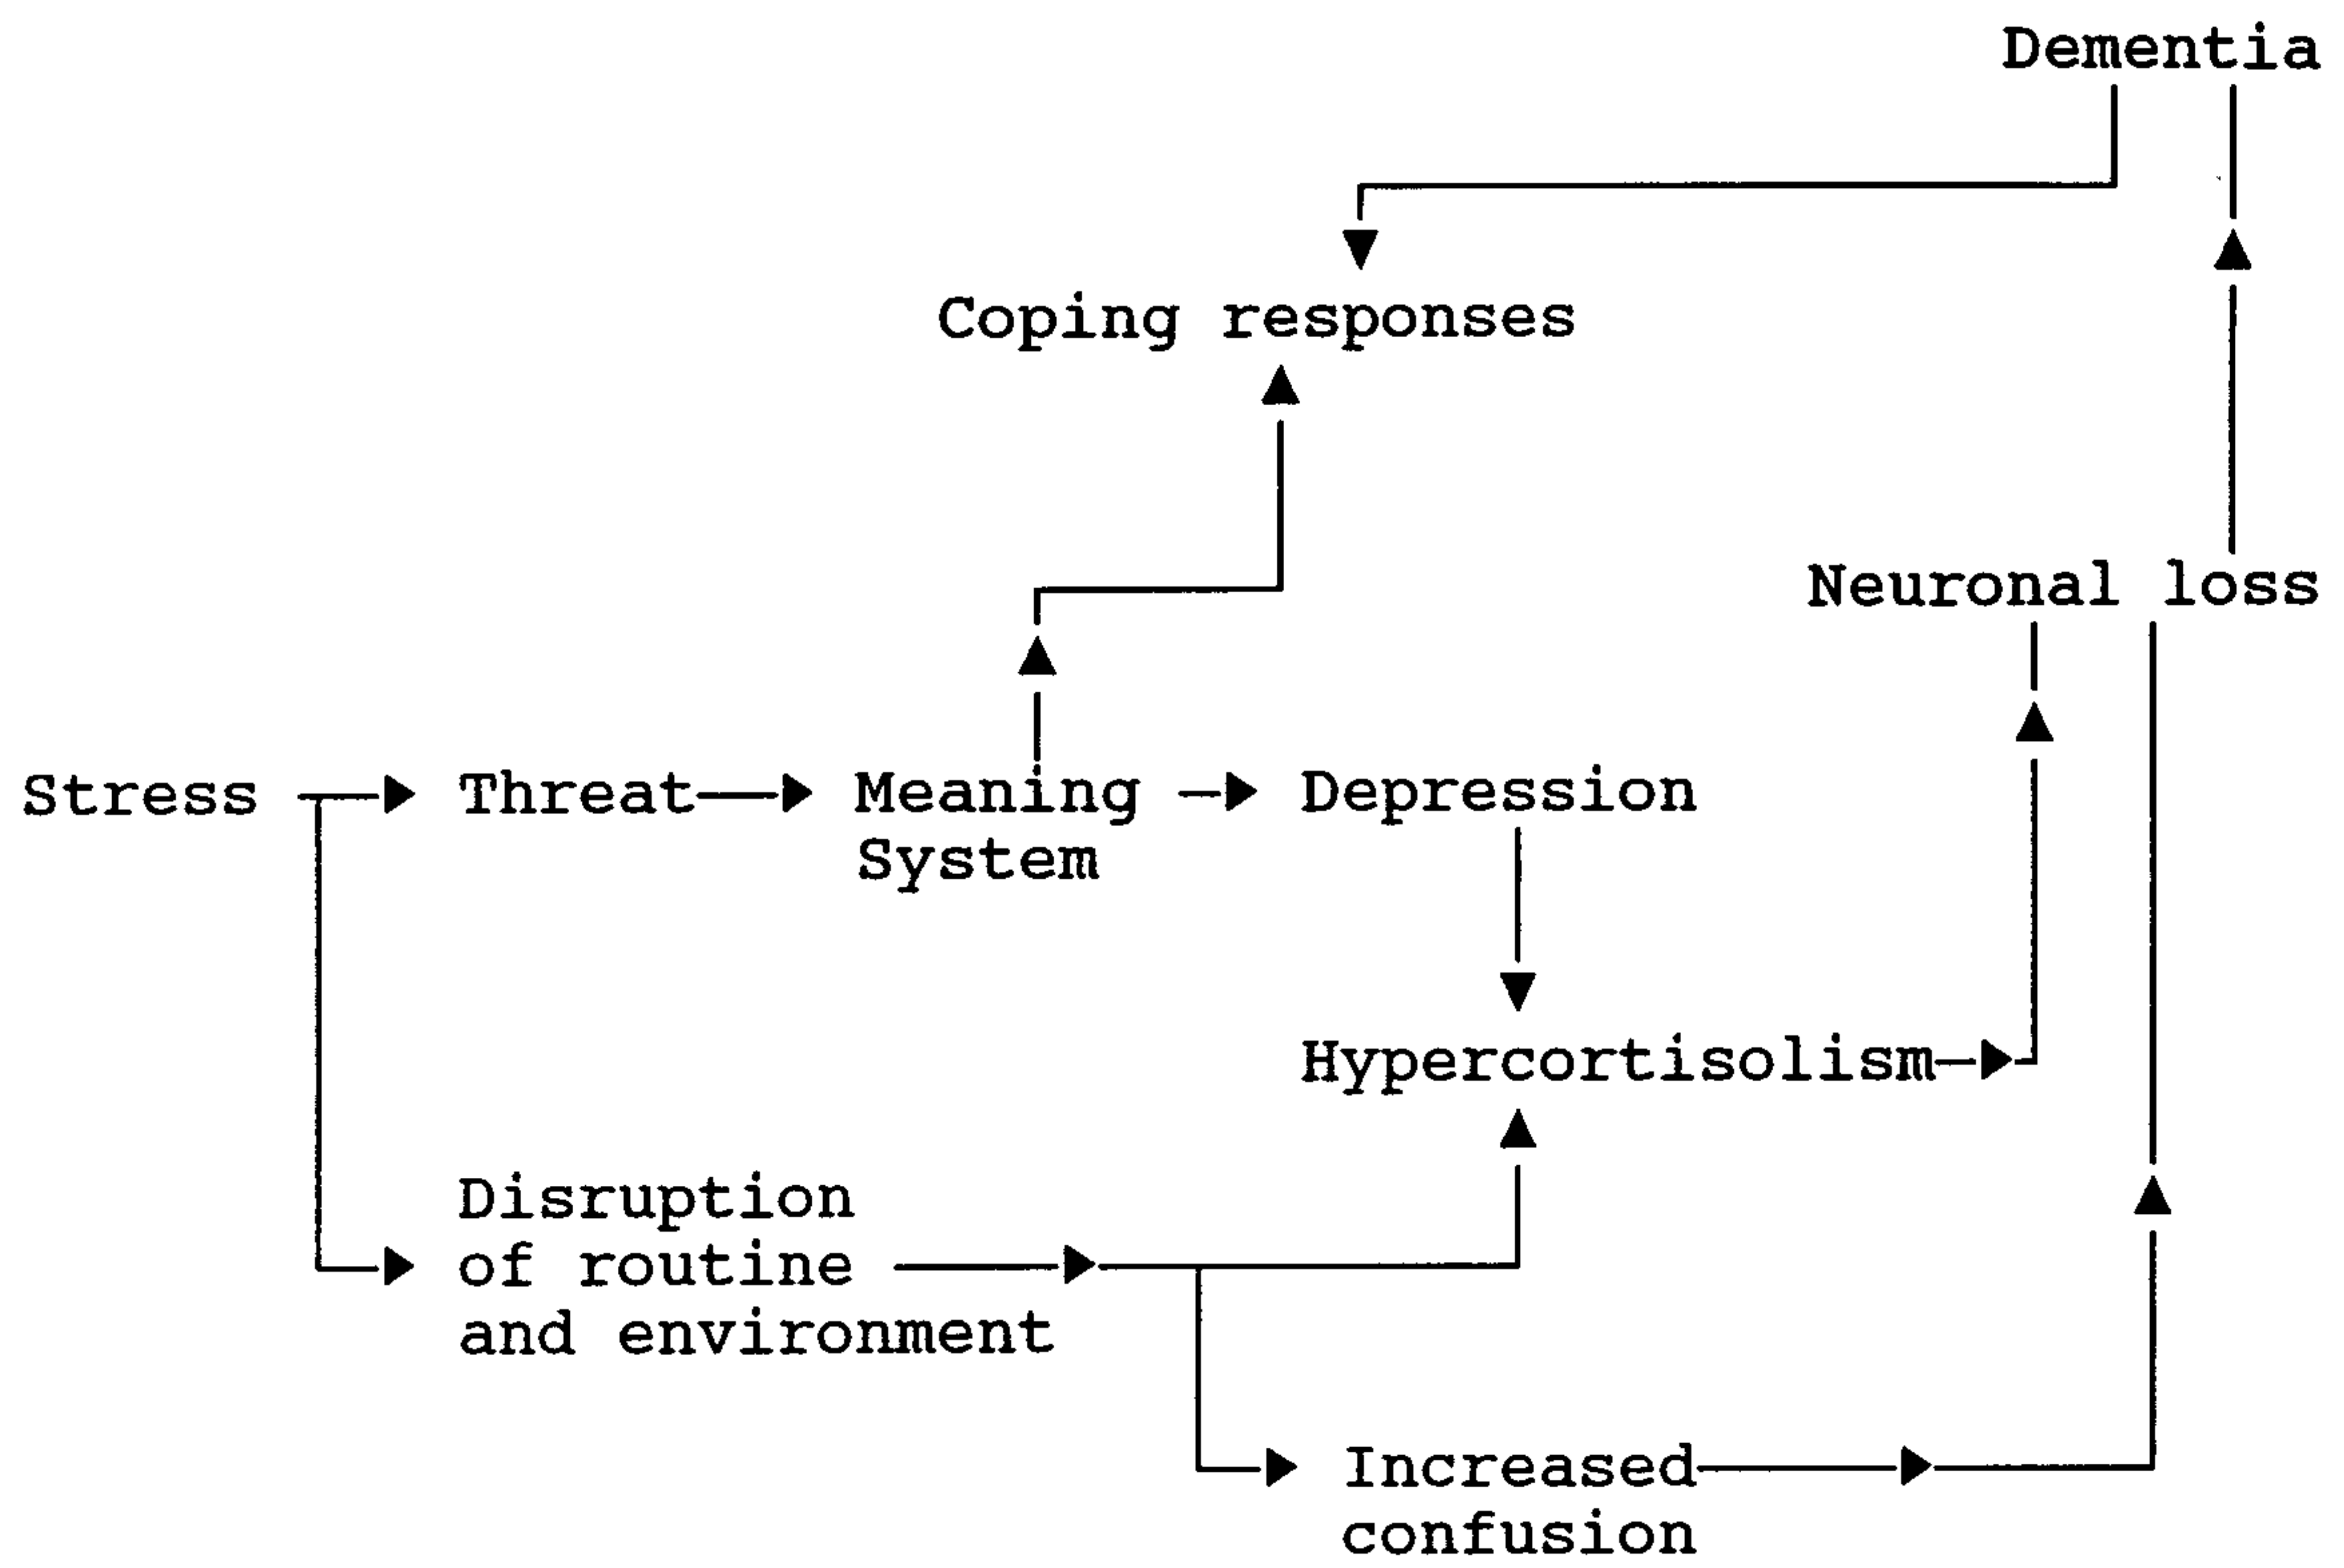 Dementia
Coping responses
Neuronal loss
Stress
Threat
Meaning
System
Depression
Hypercortisolism
Disruption
of routine
and environment
Increased
confusion